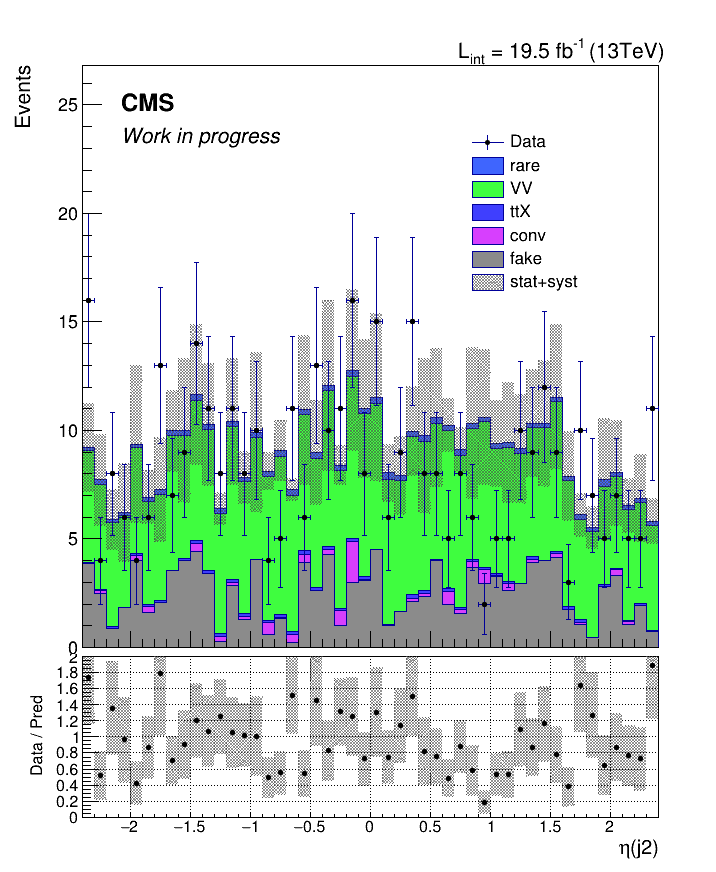 L_int = 19.5 fb^-1 (13TeV)
Events
CMS
Work in progress
Data
rare
VV
ttX
conv
fake
stat+syst
25
20
15
10
5
0
Data / Pred
2
1.8
1.6
1.4
1.2
1
0.8
0.6
0.4
0.2
0
−2 −1.5 −1 −0.5 0 0.5 1 1.5 2
η(j2)